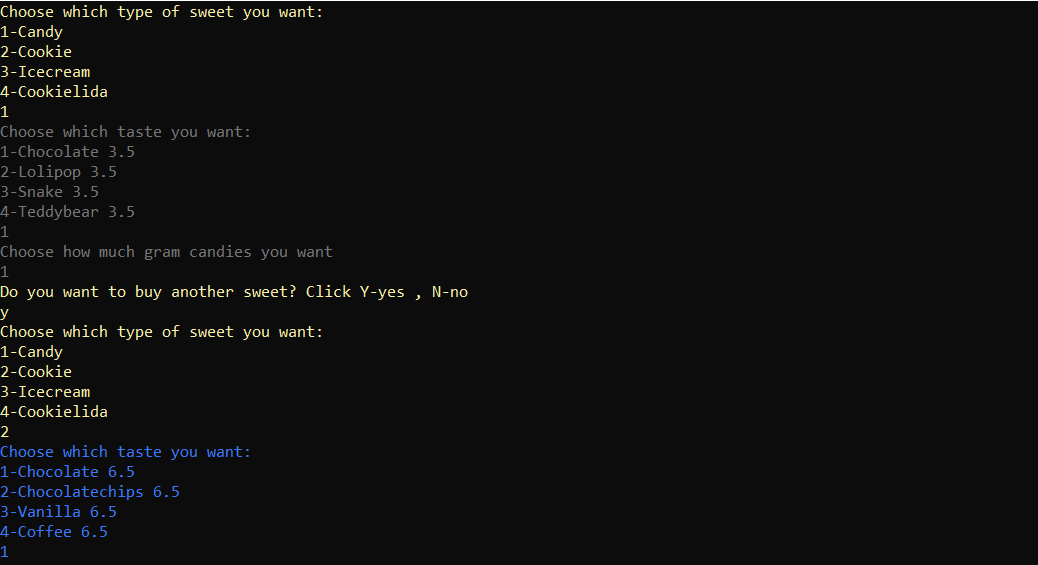 Choose which type of sweet you want:
1-Candy
2-Cookie
3-Icecream
4-Cookielida
1
Choose which taste you want:
1-Chocolate 3.5
2-Lolipop 3.5
3-Snake 3.5
4-Teddybear 3.5
1
Choose how much gram candies you want
1
Do you want to buy another sweet? Click Y-yes , N-no
y
Choose which type of sweet you want:
1-Candy
2-Cookie
3-Icecream
4-Cookielida
2
Choose which taste you want:
1-Chocolate 6.5
2-Chocolatechips 6.5
3-Vanilla 6.5
4-Coffee 6.5
1